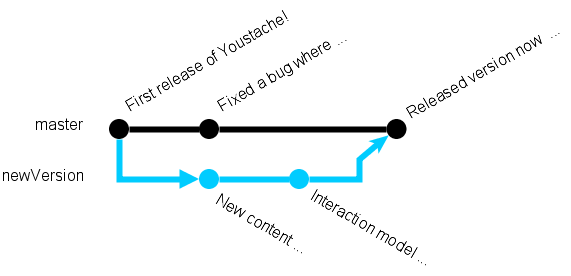 First release of Youstache!
Fixed a bug where ...
Released version now ...
master
newVersion
New content ...
Interaction model ...